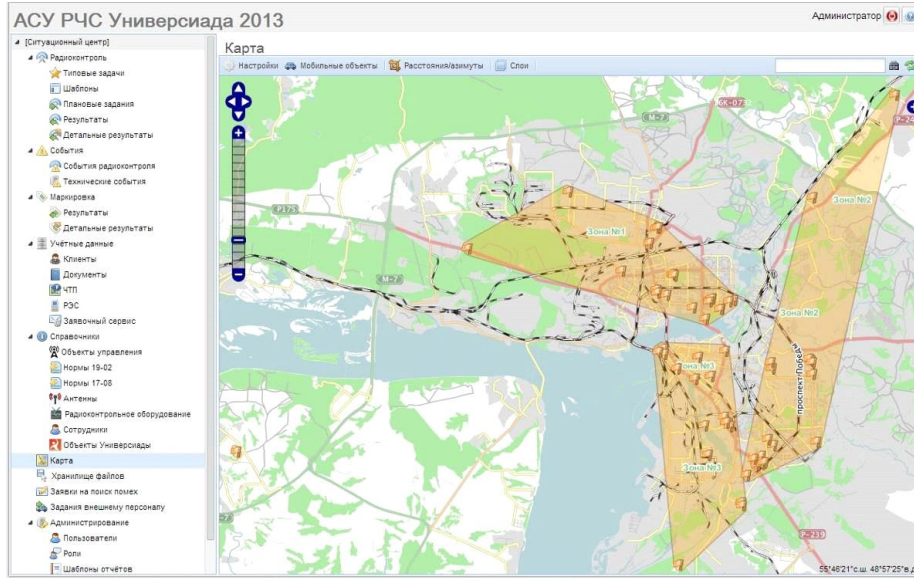 АСУ РЧС Универсиада 2013
Администратор
[Ситуационный центр]
Радиоконтроль
Типовые задачи
Шаблоны
Плановые задания
Результаты
Детальные результаты
События
События радиоконтроля
Технические события
Маркировка
Результаты
Детальные результаты
Учётные данные
Клиенты
Документы
ЧТП
РЭС
Заявочный сервис
Справочники
Объекты управления
Нормы 19-02
Нормы 17-08
Антенны
Радиоконтрольное оборудование
Сотрудники
Объекты Универсиады
Карта
Хранилище файлов
Заявки на поиск помех
Задания внешнему персоналу
Администрирование
Пользователи
Роли
Шаблоны отчётов
Карта
Настройки
Мобильные объекты
Расстояния/азимуты
Слои
М-7
Р-24
Р175
Зона №2
Зона №1
М-7
Зона №2
проспект Побед
Зона №3
Зона №3
Р-239
55°46'21"с.ш. 48°57'25"в.д